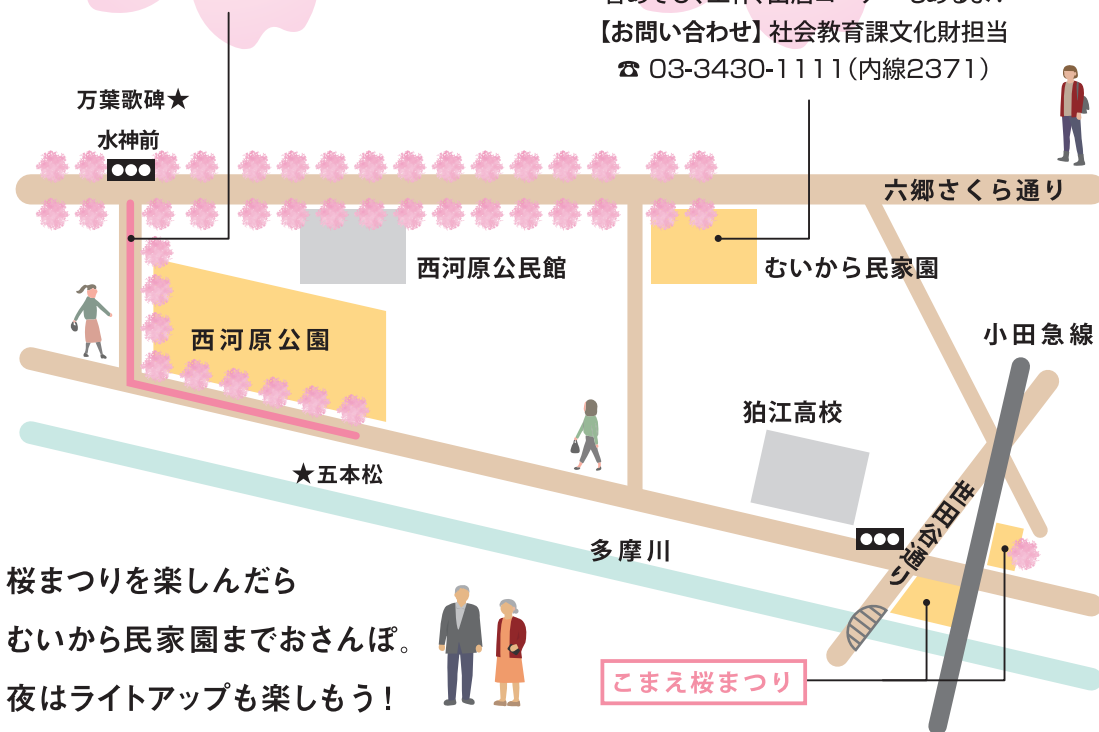 【お問い合わせ】社会教育課文化財担当
☎ 03-3430-1111(内線2371)
万葉歌碑★
水神前
六郷さくら通り
西河原公民館
むいから民家園
西河原公園
小田急線
狛江高校
★五本松
世田谷通り
多摩川
桜まつりを楽しんだら
むいから民家園までおさんぽ。
夜はライトアップも楽しもう!
こまえ桜まつり